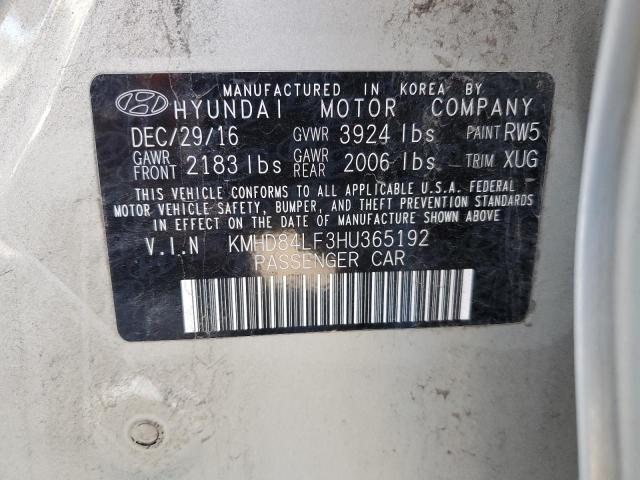 MANUFACTURED IN KOREA BY
HYUNDAI MOTOR COMPANY
DEC/29/16 GVWR 3924 lbs PAINT RW5
GAWR FRONT 2183 lbs GAWR REAR 2006 lbs TRIM XUG
THIS VEHICLE CONFORMS TO ALL APPLICABLE U.S.A. FEDERAL
MOTOR VEHICLE SAFETY, BUMPER, AND THEFT PREVENTION STANDARDS
IN EFFECT ON THE DATE OF MANUFACTURE SHOWN ABOVE.
V.I.N KMHD84LF3HU365192
PASSENGER CAR